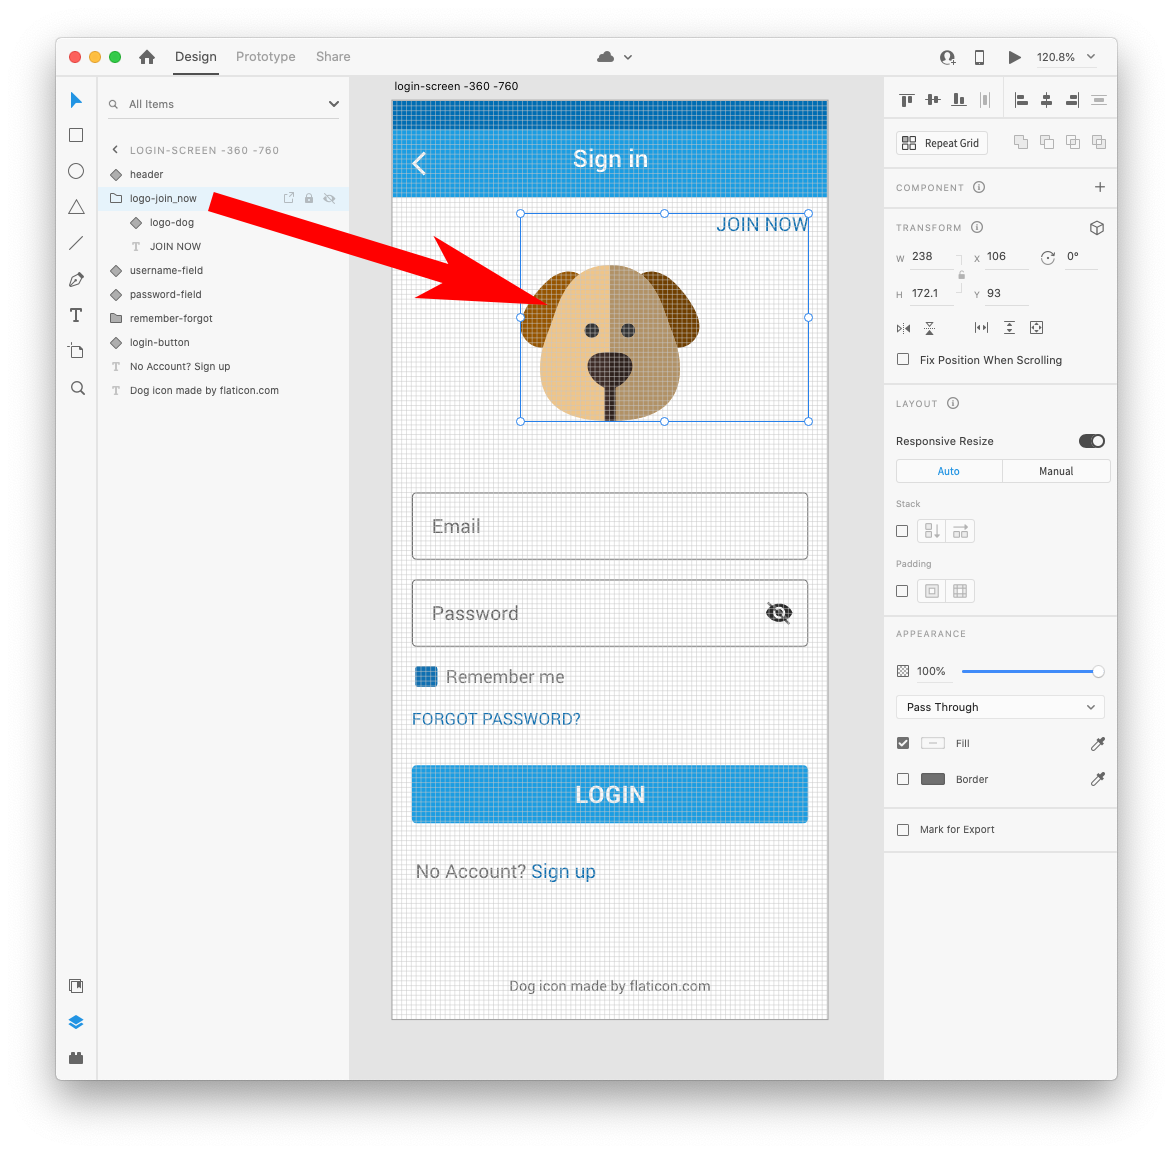 Design
Prototype
Share
120.8%
All Items
LOGIN-SCREEN -360 -760
header
logo-join_now
logo-dog
JOIN NOW
username-field
password-field
remember-forgot
login-button
No Account? Sign up
Dog icon made by flaticon.com
login-screen -360 -760
Sign in
JOIN NOW
Email
Password
Remember me
FORGOT PASSWORD?
LOGIN
No Account? Sign up
Dog icon made by flaticon.com
Repeat Grid
COMPONENT
TRANSFORM
W 238 X 106 0°
H 172.1 Y 93
Fix Position When Scrolling
LAYOUT
Responsive Resize
Auto Manual
Stack
Padding
APPEARANCE
100%
Pass Through
Fill
Border
Mark for Export